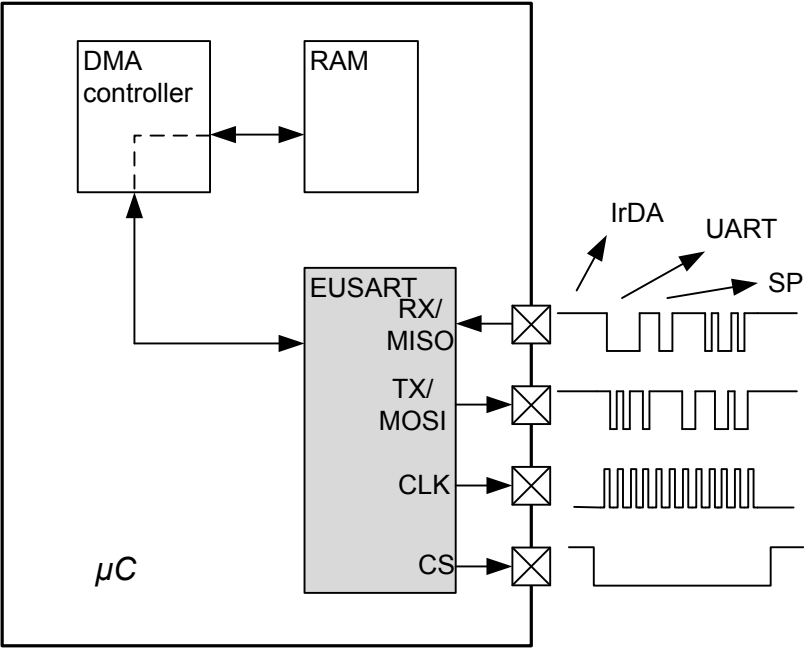 DMA
controller
RAM
IrDA
UART
SP
EUSART
RX/
MISO
TX/
MOSI
CLK
CS
µC